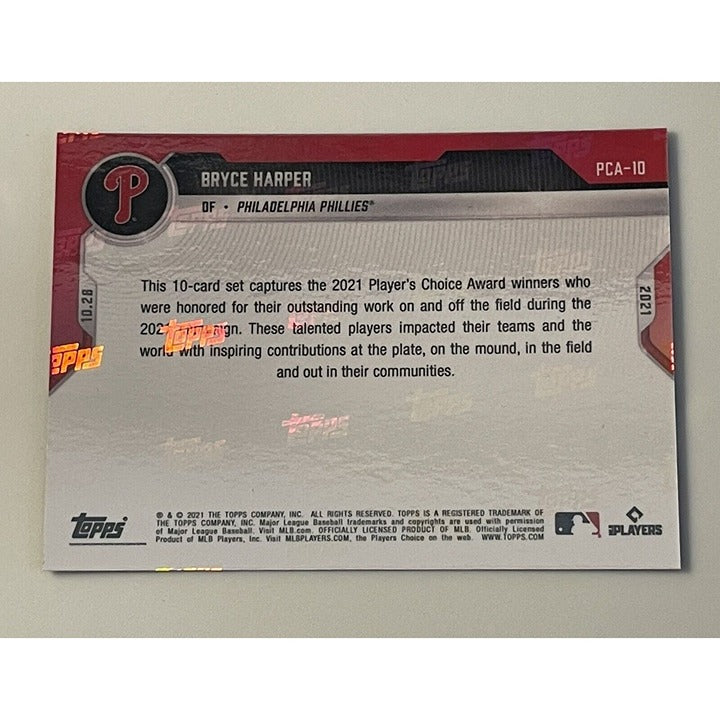 PCA-10
BRYCE HARPER
OF • PHILADELPHIA PHILLIES®
10.28
2021
This 10-card set captures the 2021 Player's Choice Award winners who
were honored for their outstanding work on and off the field during the
These talented players impacted their teams and the
world with inspiring contributions at the plate, on the mound, in the field
and out in their communities.
TOPPS
TOPPS
TOPPS
TOPPS
® & © 2021 THE TOPPS COMPANY, INC. ALL RIGHTS RESERVED. TOPPS IS A REGISTERED TRADEMARK OF
THE TOPPS COMPANY, INC. Major League Baseball trademarks and copyrights are used with permission
of Major League Baseball. Visit MLB.com. OFFICIALLY LICENSED PRODUCT OF MLB. Officially Licensed
Product of MLB Players, Inc. Visit MLBPLAYERS.COM, the Players Choice on the web. WWW.TOPPS.COM
PLAYERS